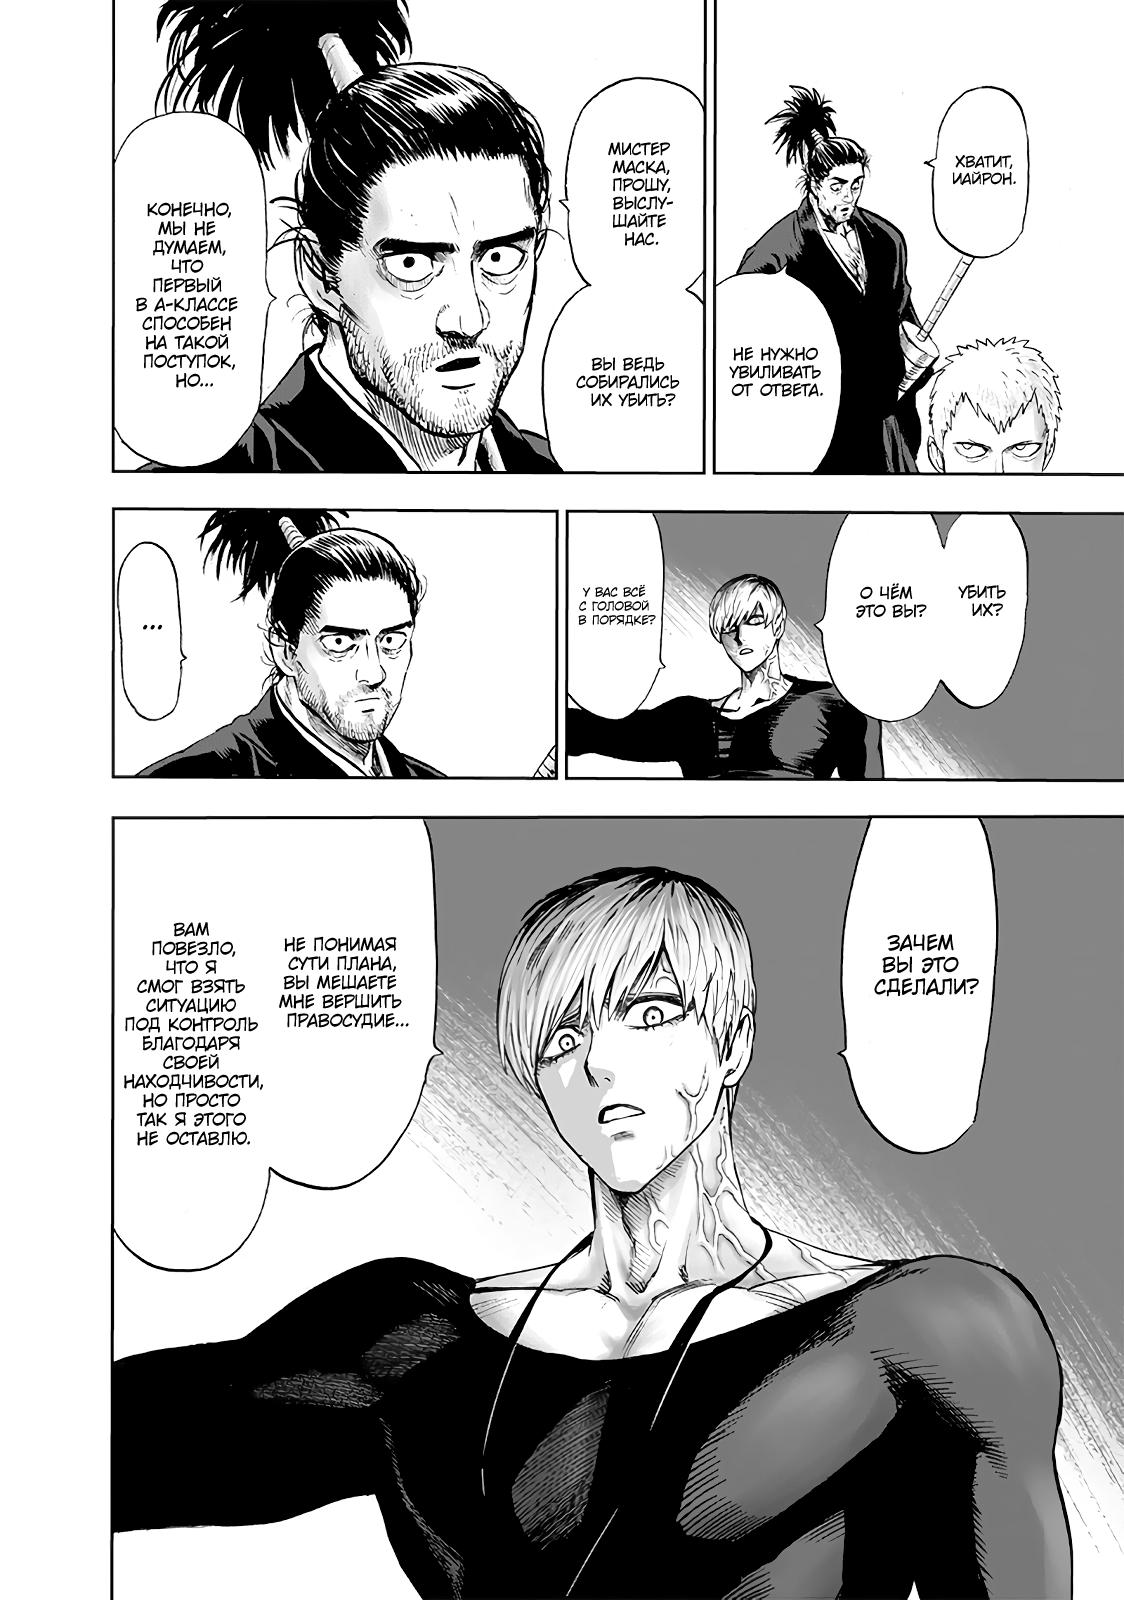 ХВАТИТ,
ИАЙРОН.
НЕ НУЖНО
УВИЛИВАТЬ
ОТ ОТВЕТА.
МИСТЕР
МАСКА,
ПРОШУ,
ВЫСЛУ-
ШАЙТЕ
НАС.
ВЫ ВЕДЬ
СОБИРАЛИСЬ
ИХ УБИТЬ?
КОНЕЧНО,
МЫ НЕ
ДУМАЕМ,
ЧТО
ПЕРВЫЙ
В А-КЛАССЕ
СПОСОБЕН
НА ТАКОЙ
ПОСТУПОК,
НО...
УБИТЬ
ИХ?
О ЧЁМ
ЭТО ВЫ?
У ВАС ВСЁ
С ГОЛОВОЙ
В ПОРЯДКЕ?
...
ЗАЧЕМ
ВЫ ЭТО
СДЕЛАЛИ?
НЕ ПОНИМАЯ
СУТИ ПЛАНА,
ВЫ МЕШАЕТЕ
МНЕ ВЕРШИТЬ
ПРАВОСУДИЕ...
ВАМ
ПОВЕЗЛО,
ЧТО Я
СМОГ ВЗЯТЬ
СИТУАЦИЮ
ПОД КОНТРОЛЬ
БЛАГОДАРЯ
СВОЕЙ
НАХОДЧИВОСТИ,
НО ПРОСТО
ТАК Я ЭТОГО
НЕ ОСТАВЛЮ.